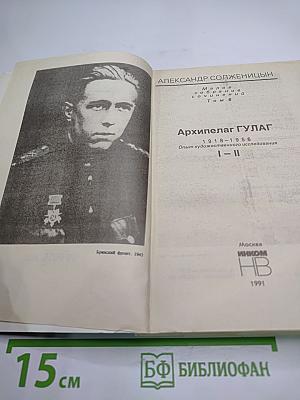 АЛЕКСАНДР СОЛЖЕНИЦЫН
Малое
собрание
сочинений
Том 5
Архипелаг ГУЛАГ
1918-1956
Опыт художественного исследования
I – II
Брянский фронт. 1943
Москва
ИНКОМ
НВ
1991
15 см
БФ БИБЛИОФАН